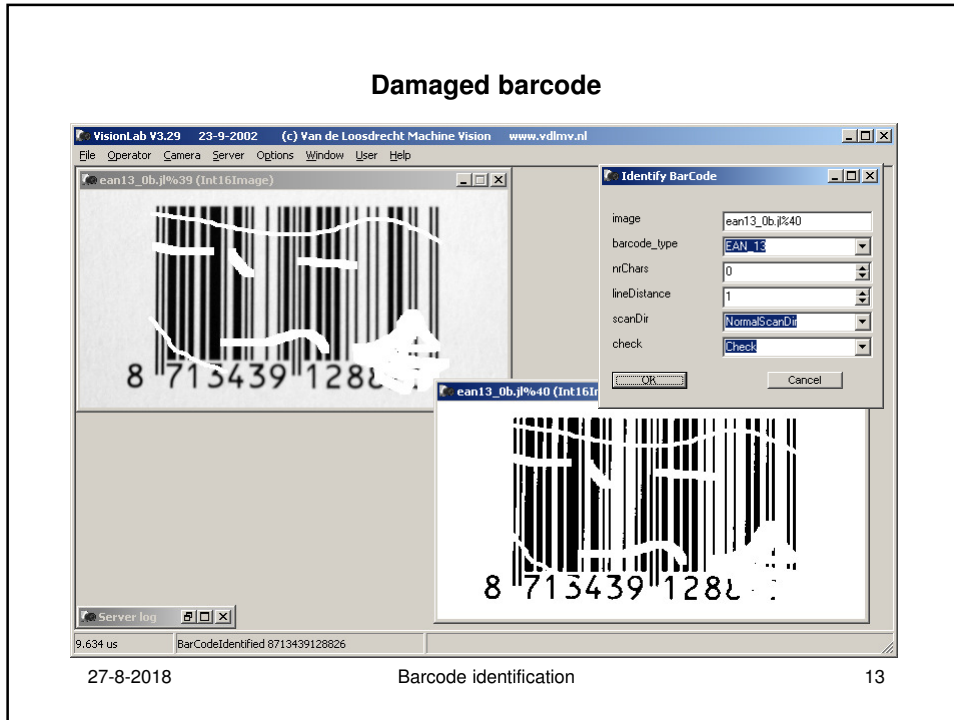 Damaged barcode
VisionLab V3.29 23-9-2002 (c) Van de Loosdrecht Machine Vision www.vdlmv.nl
File Operator Camera Server Options Window User Help
ean13_0b.jl%39 (Int16Image)
8 713439 128
Identify BarCode
image ean13_0b.jl%40
barcode_type EAN_13
nrChars 0
lineDistance 1
scanDir NormalScanDir
check Check
OK Cancel
ean13_0b.jl%40 (Int16I
8 713439 128
Server log
9.634 us BarCodeIdentified 8713439128826
27-8-2018 Barcode identification 13